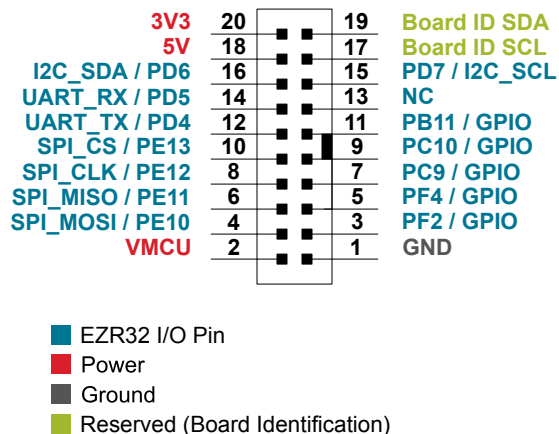 3V3 20 19 Board ID SDA
5V 18 17 Board ID SCL
I2C_SDA / PD6 16 15 PD7 / I2C_SCL
UART_RX / PD5 14 13 NC
UART_TX / PD4 12 11 PB11 / GPIO
SPI_CS / PE13 10 9 PC10 / GPIO
SPI_CLK / PE12 8 7 PC9 / GPIO
SPI_MISO / PE11 6 5 PF4 / GPIO
SPI_MOSI / PE10 4 3 PF2 / GPIO
VMCU 2 1 GND
EZR32 I/O Pin
Power
Ground
Reserved (Board Identification)